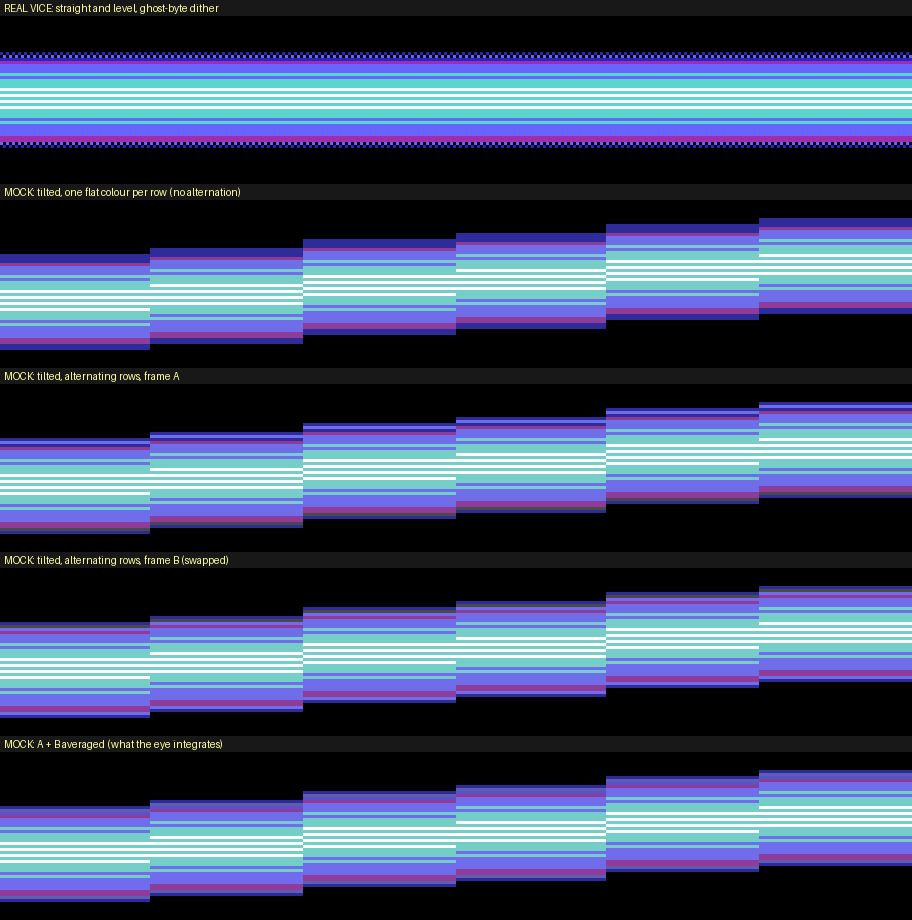 REAL VICE: straight and level, ghost-byte dither
MOCK: tilted, one flat colour per row (no alternation)
MOCK: tilted, alternating rows, frame A
MOCK: tilted, alternating rows, frame B (swapped)
MOCK: A + B averaged (what the eye integrates)